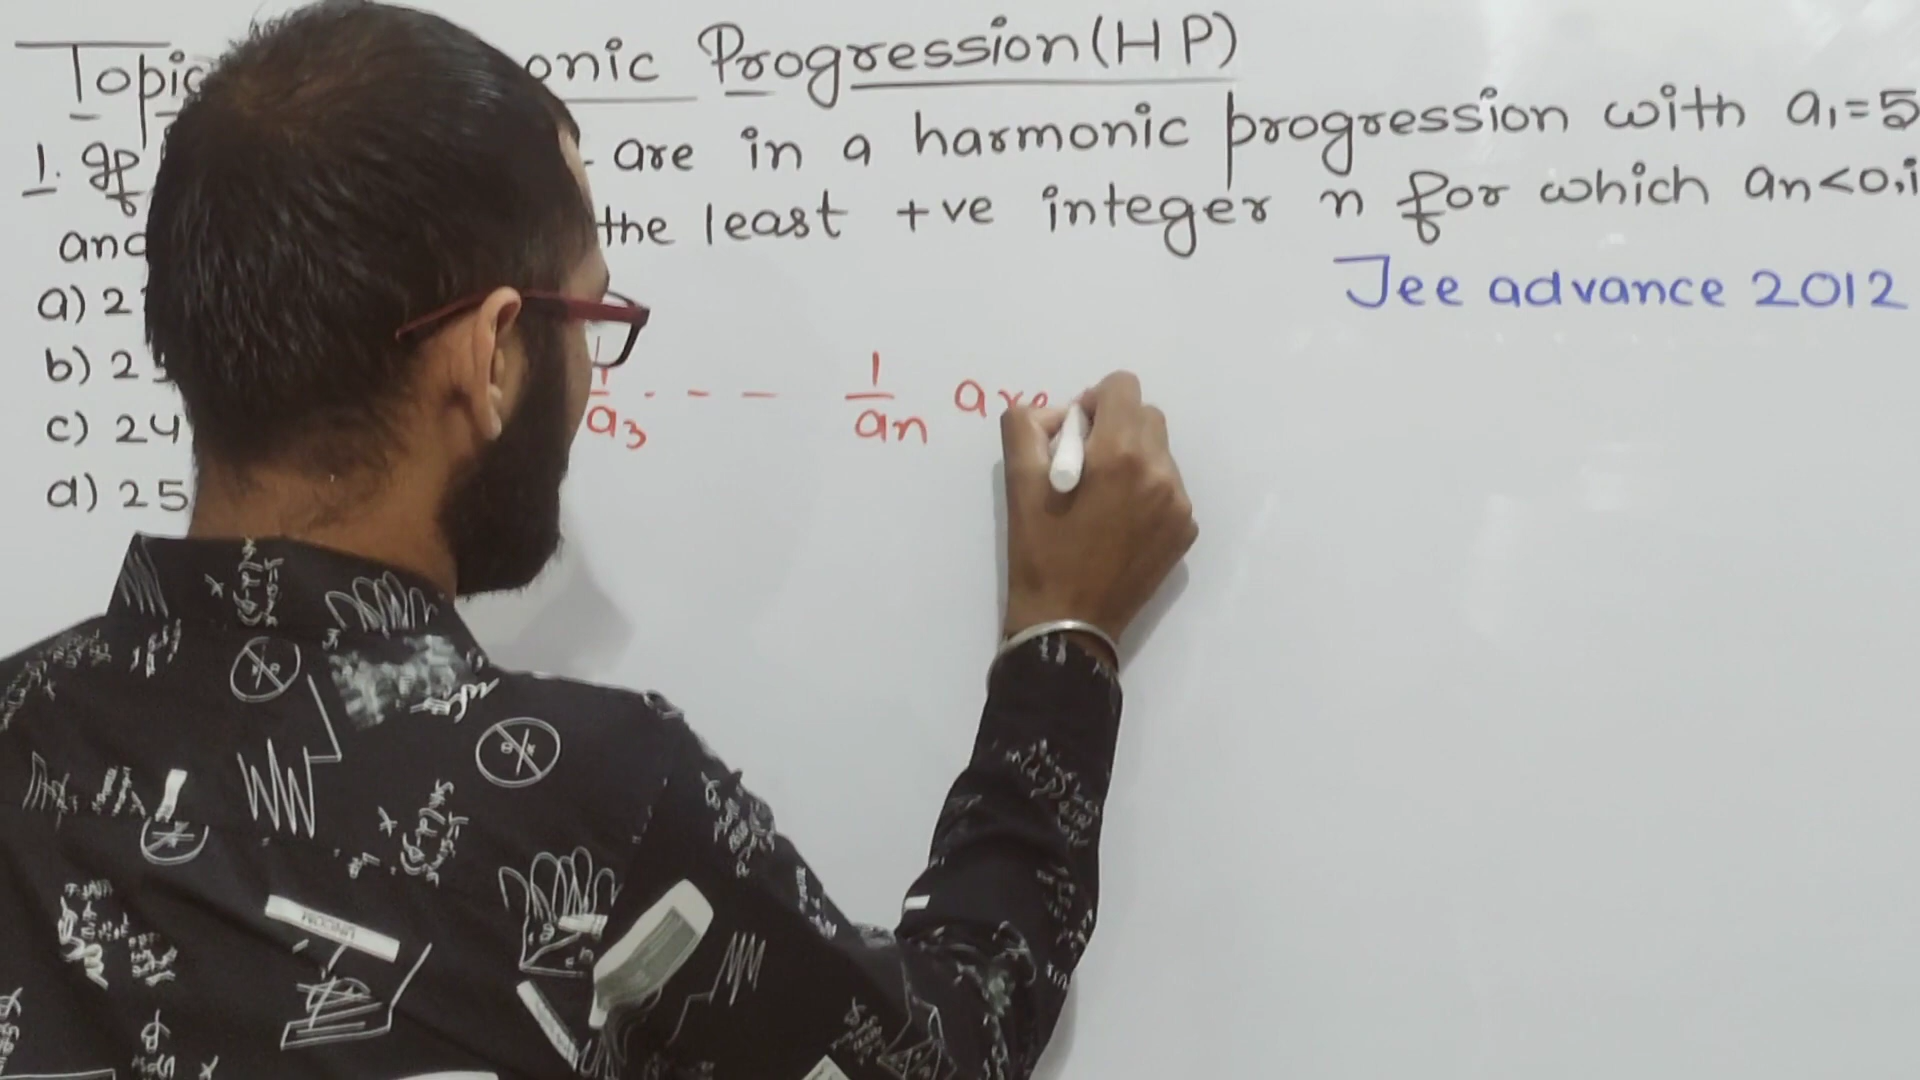 Topic onic Progression (HP)
1. If - are in a harmonic progression with a₁=5
and the least +ve integer n for which an<0, i
Jee advance 2012
a) 2
b) 2
c) 24
d) 25
1/a₃ - - - 1/an are